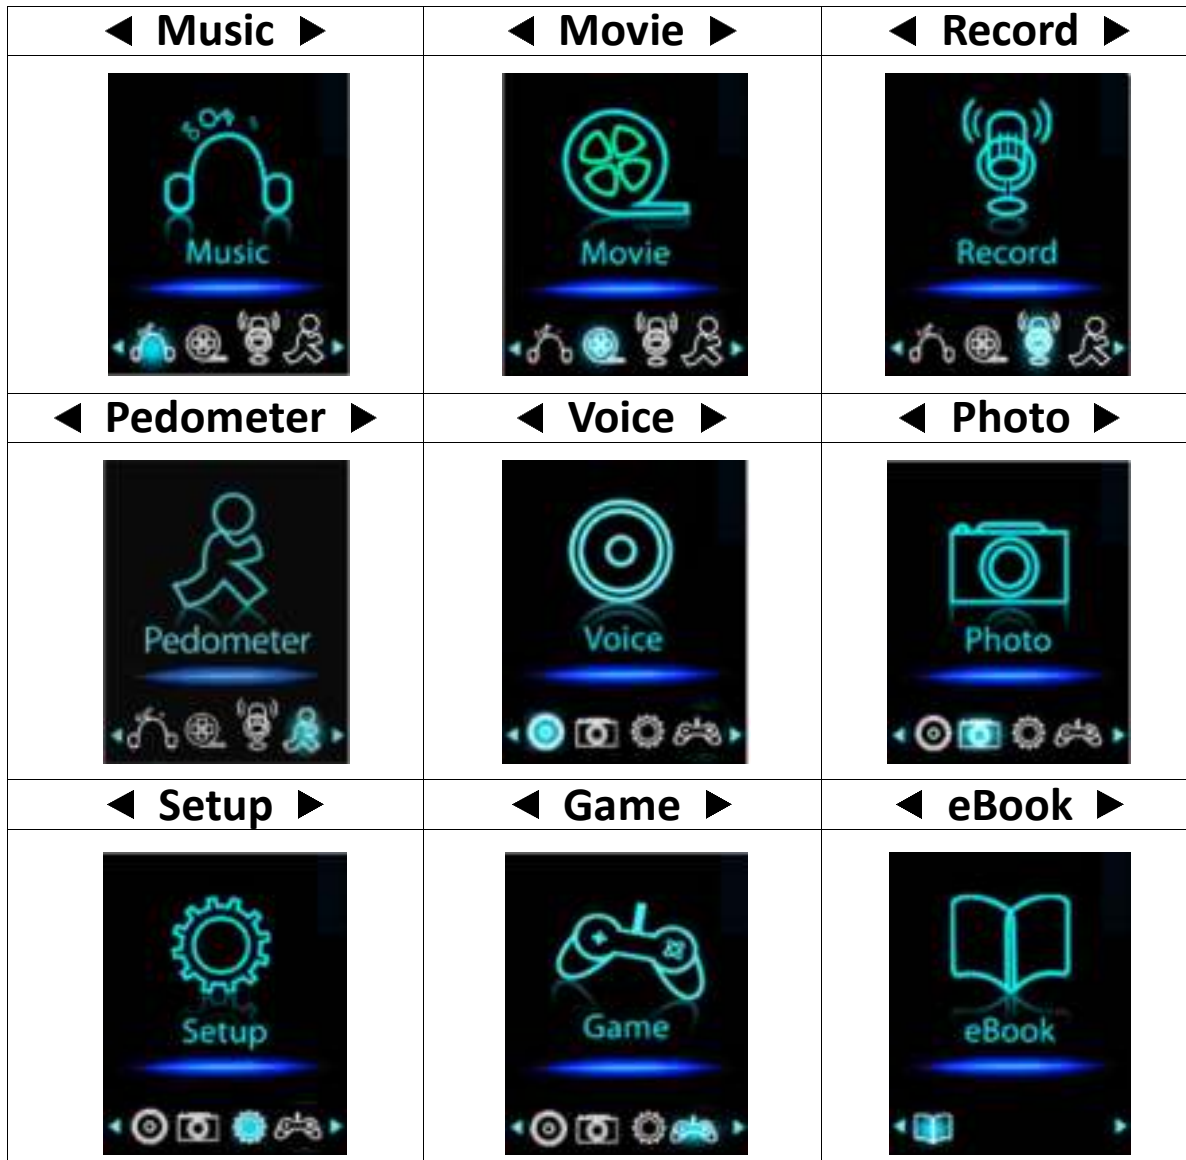 ◀ Music ▶ ◀ Movie ▶ ◀ Record ▶
Music Movie Record
◀ Pedometer ▶ ◀ Voice ▶ ◀ Photo ▶
Pedometer Voice Photo
◀ Setup ▶ ◀ Game ▶ ◀ eBook ▶
Setup Game eBook